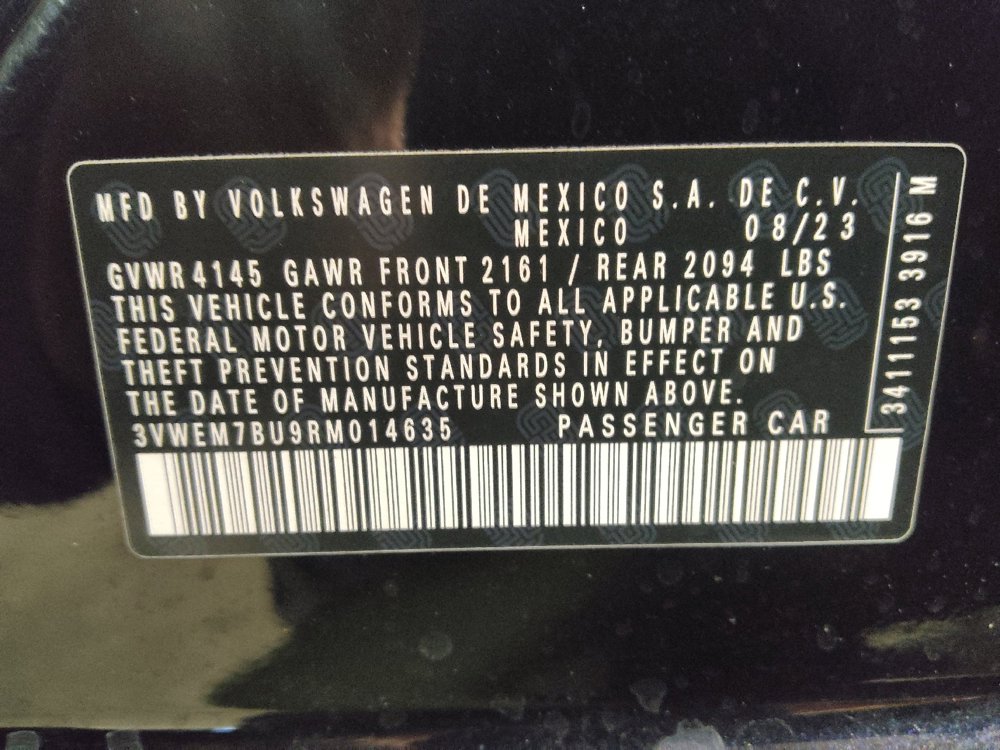 MFD BY VOLKSWAGEN DE MEXICO S.A. DE C.V.
MEXICO 08/23
GVWR 4145 GAWR FRONT 2161 / REAR 2094 LBS
THIS VEHICLE CONFORMS TO ALL APPLICABLE U.S.
FEDERAL MOTOR VEHICLE SAFETY, BUMPER AND
THEFT PREVENTION STANDARDS IN EFFECT ON
THE DATE OF MANUFACTURE SHOWN ABOVE.
3VWEM7BU9RM014635 PASSENGER CAR
3411153 3916 M